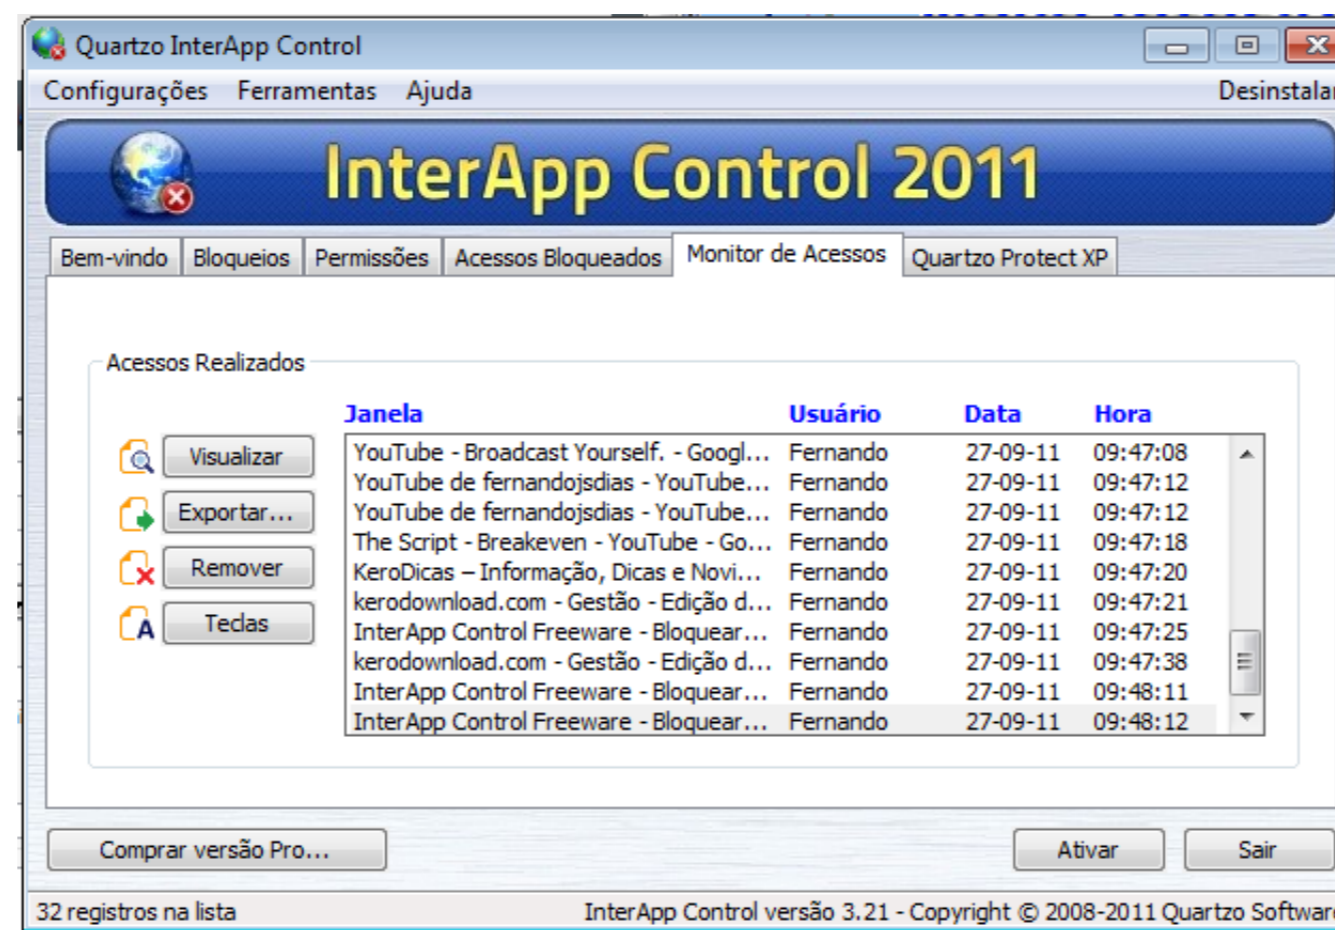 Quartzo InterApp Control
Configurações Ferramentas Ajuda Desinstalar
InterApp Control 2011
Bem-vindo Bloqueios Permissões Acessos Bloqueados Monitor de Acessos Quartzo Protect XP
Acessos Realizados
Janela Usuário Data Hora
Visualizar
Exportar...
Remover
Teclas
YouTube - Broadcast Yourself. - Googl... Fernando 27-09-11 09:47:08
YouTube de fernandojsdias - YouTube... Fernando 27-09-11 09:47:12
YouTube de fernandojsdias - YouTube... Fernando 27-09-11 09:47:12
The Script - Breakeven - YouTube - Go... Fernando 27-09-11 09:47:18
KeroDicas – Informação, Dicas e Novi... Fernando 27-09-11 09:47:20
kerodownload.com - Gestão - Edição d... Fernando 27-09-11 09:47:21
InterApp Control Freeware - Bloquear... Fernando 27-09-11 09:47:25
kerodownload.com - Gestão - Edição d... Fernando 27-09-11 09:47:38
InterApp Control Freeware - Bloquear... Fernando 27-09-11 09:48:11
InterApp Control Freeware - Bloquear... Fernando 27-09-11 09:48:12
Comprar versão Pro... Ativar Sair
32 registros na lista InterApp Control versão 3.21 - Copyright © 2008-2011 Quartzo Software